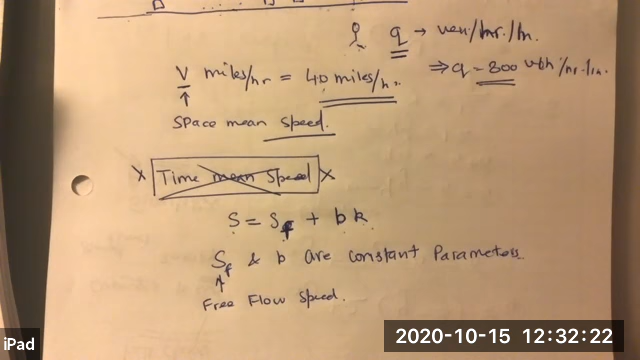 q → veh/hr./ln.
V miles/hr = 40 miles/hr.
⇒ q = 800 veh/hr./ln.
↑
Space mean speed.
x Time mean Speed x
S = Sf + bk
Sf & b are constant Parameters.
↑
Free Flow Speed.
iPad
2020-10-15 12:32:22